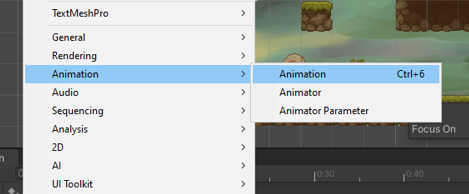 TextMeshPro
General
Rendering
Animation
Audio
Sequencing
Analysis
2D
AI
UI Toolkit
Animation Ctrl+6
Animator
Animator Parameter
Focus On
0:30
0:40